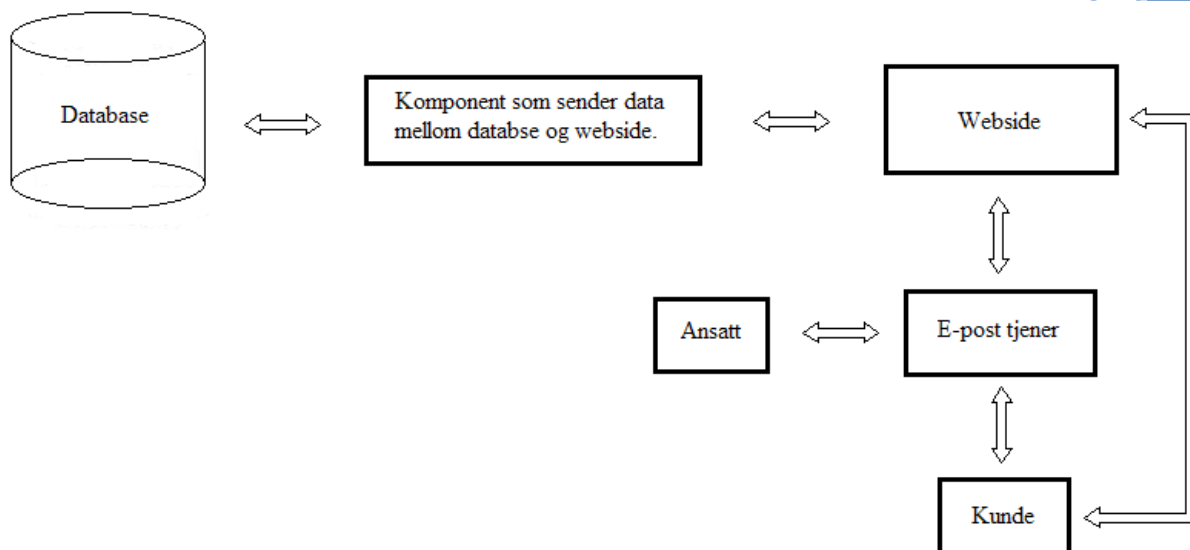 Database
Komponent som sender data
mellom databse og webside.
Webside
Ansatt
E-post tjener
Kunde